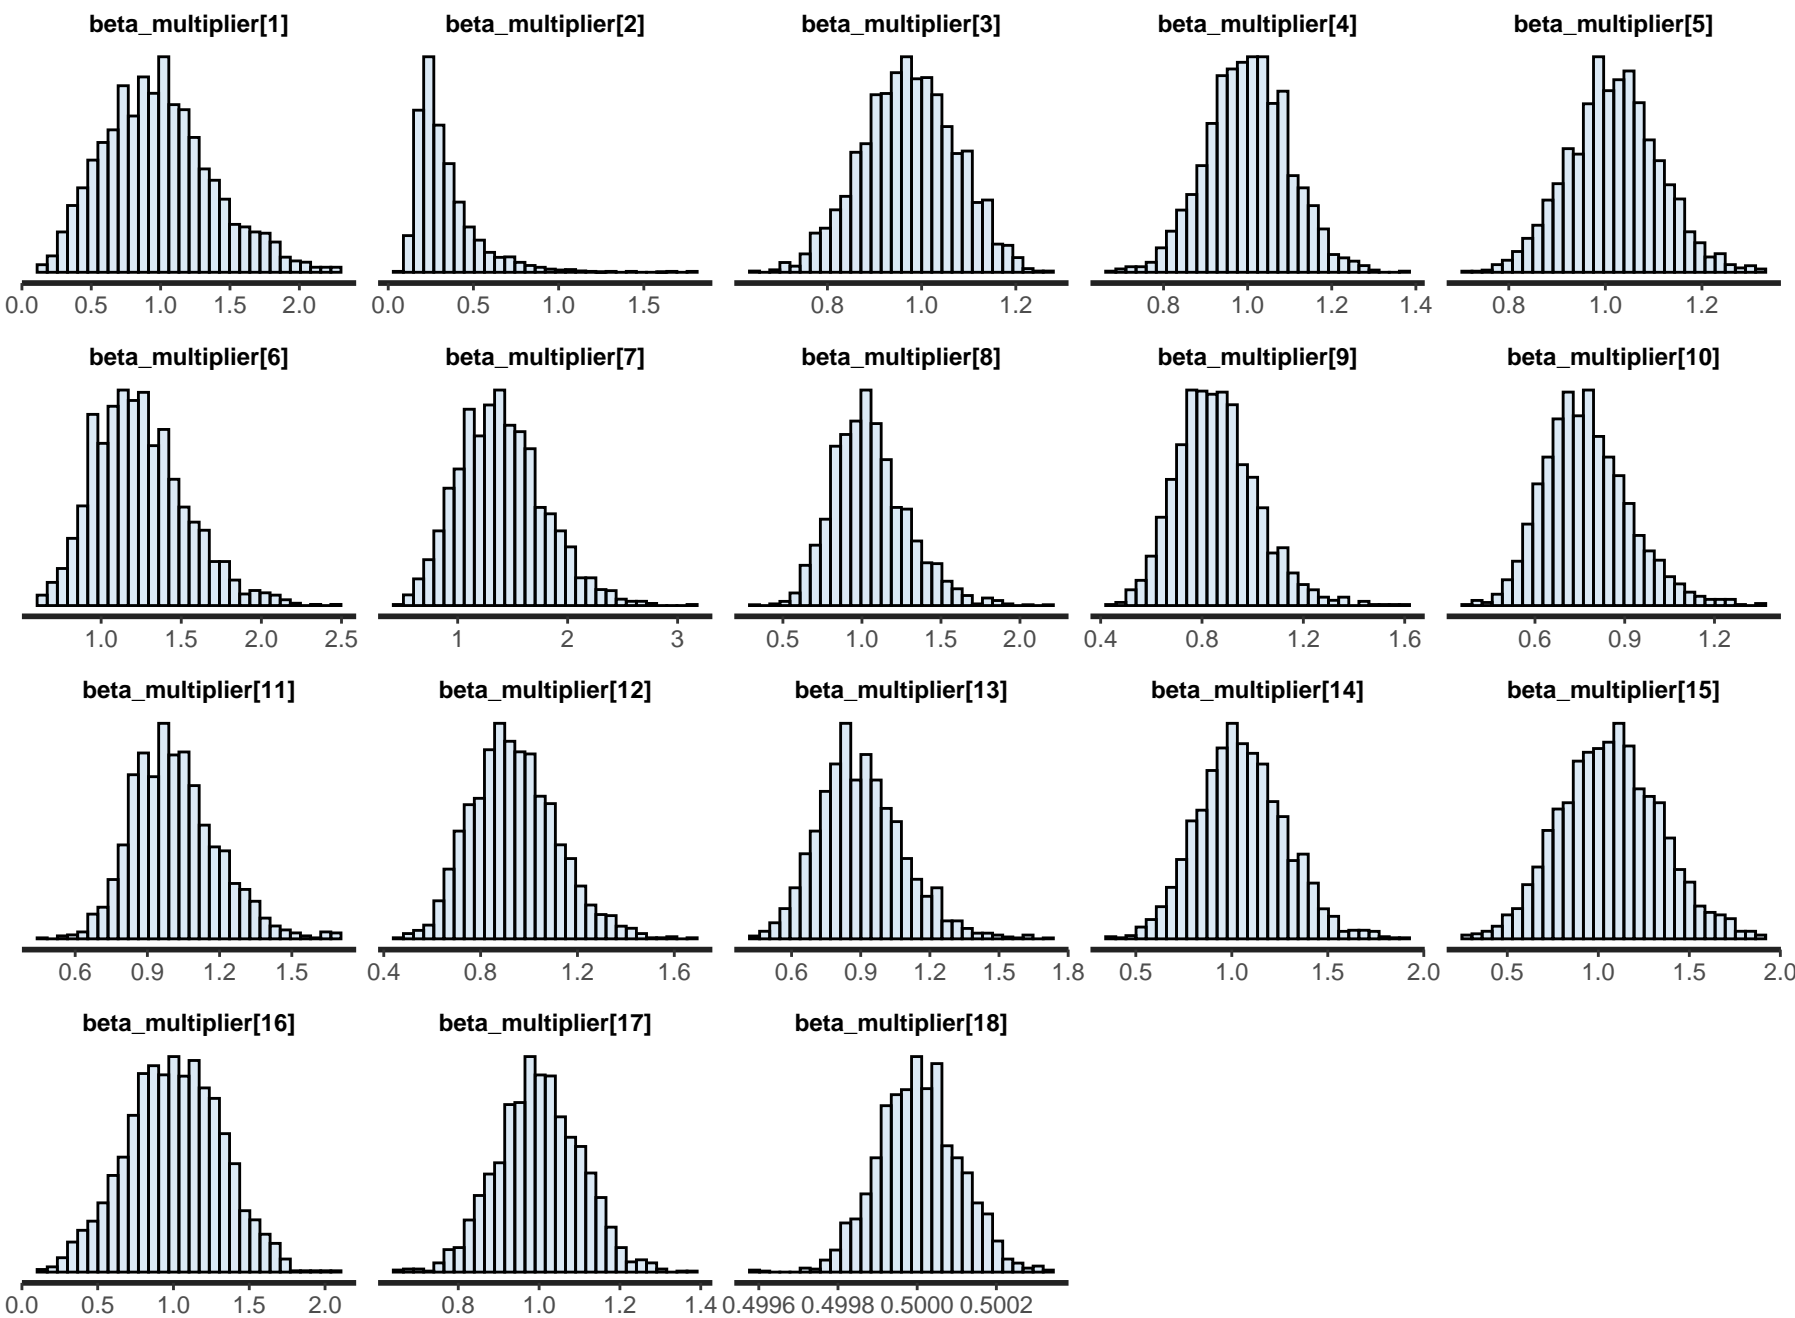 beta_multiplier[1] beta_multiplier[2] beta_multiplier[3] beta_multiplier[4] beta_multiplier[5]
0.0 0.5 1.0 1.5 2.0 0.0 0.5 1.0 1.5 0.8 1.0 1.2 0.8 1.0 1.2 1.4 0.8 1.0 1.2
beta_multiplier[6] beta_multiplier[7] beta_multiplier[8] beta_multiplier[9] beta_multiplier[10]
1.0 1.5 2.0 2.5 1 2 3 0.5 1.0 1.5 2.0 0.4 0.8 1.2 1.6 0.6 0.9 1.2
beta_multiplier[11] beta_multiplier[12] beta_multiplier[13] beta_multiplier[14] beta_multiplier[15]
0.6 0.9 1.2 1.5 0.4 0.8 1.2 1.6 0.6 0.9 1.2 1.5 1.8 0.5 1.0 1.5 2.0 0.5 1.0 1.5 2.0
beta_multiplier[16] beta_multiplier[17] beta_multiplier[18]
0.0 0.5 1.0 1.5 2.0 0.8 1.0 1.2 1.4 0.4996 0.4998 0.5000 0.5002